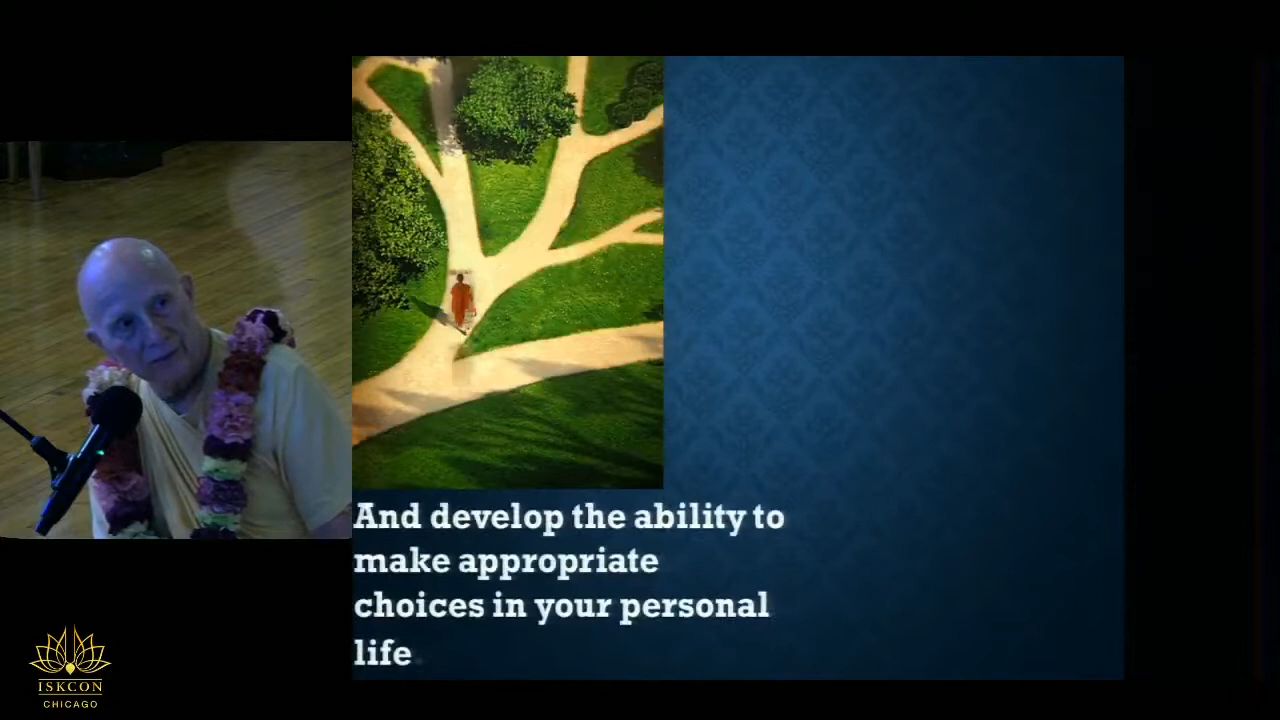 And develop the ability to
make appropriate
choices in your personal
life
ISKCON
CHICAGO